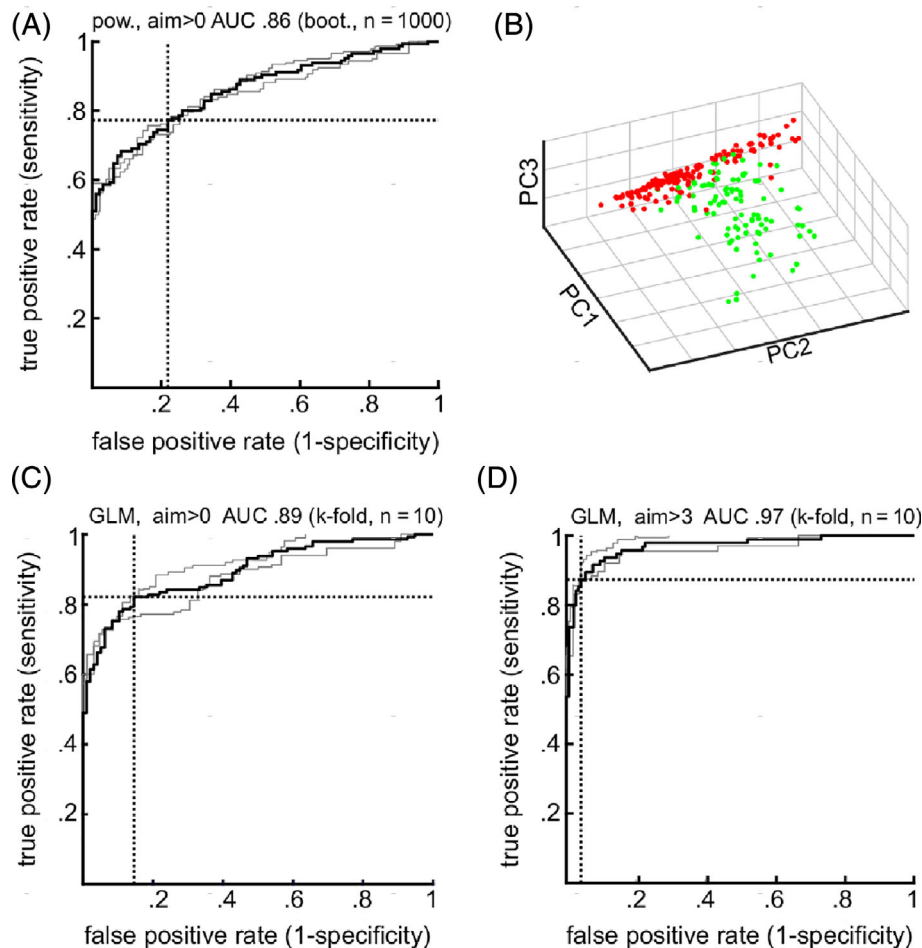 (A)
pow., aim>0 AUC .86 (boot., n = 1000)
1
.8
.6
.4
.2
true positive rate (sensitivity)
.2 .4 .6 .8 1
false positive rate (1-specificity)
(B)
PC3
PC1
PC2
(C)
GLM, aim>0 AUC .89 (k-fold, n = 10)
1
.8
.6
.4
.2
true positive rate (sensitivity)
.2 .4 .6 .8 1
false positive rate (1-specificity)
(D)
GLM, aim>3 AUC .97 (k-fold, n = 10)
1
.8
.6
.4
.2
true positive rate (sensitivity)
.2 .4 .6 .8 1
false positive rate (1-specificity)